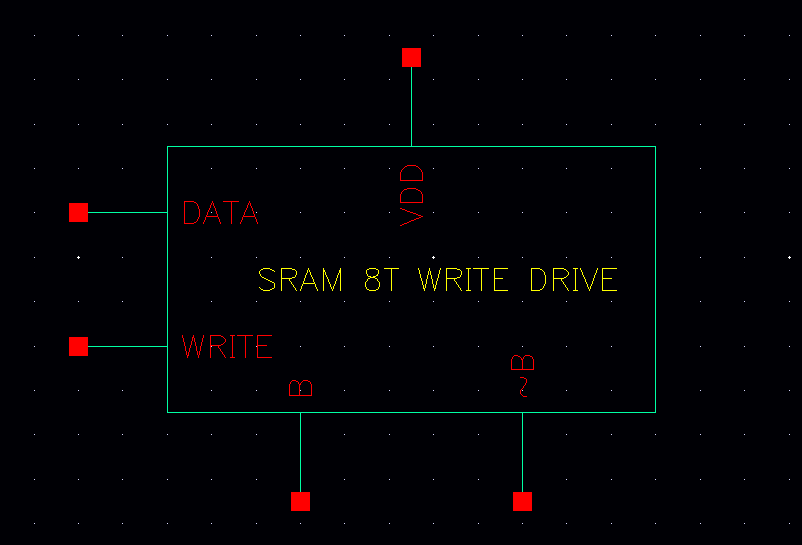 VDD
DATA
SRAM 8T WRITE DRIVE
WRITE
B
~B